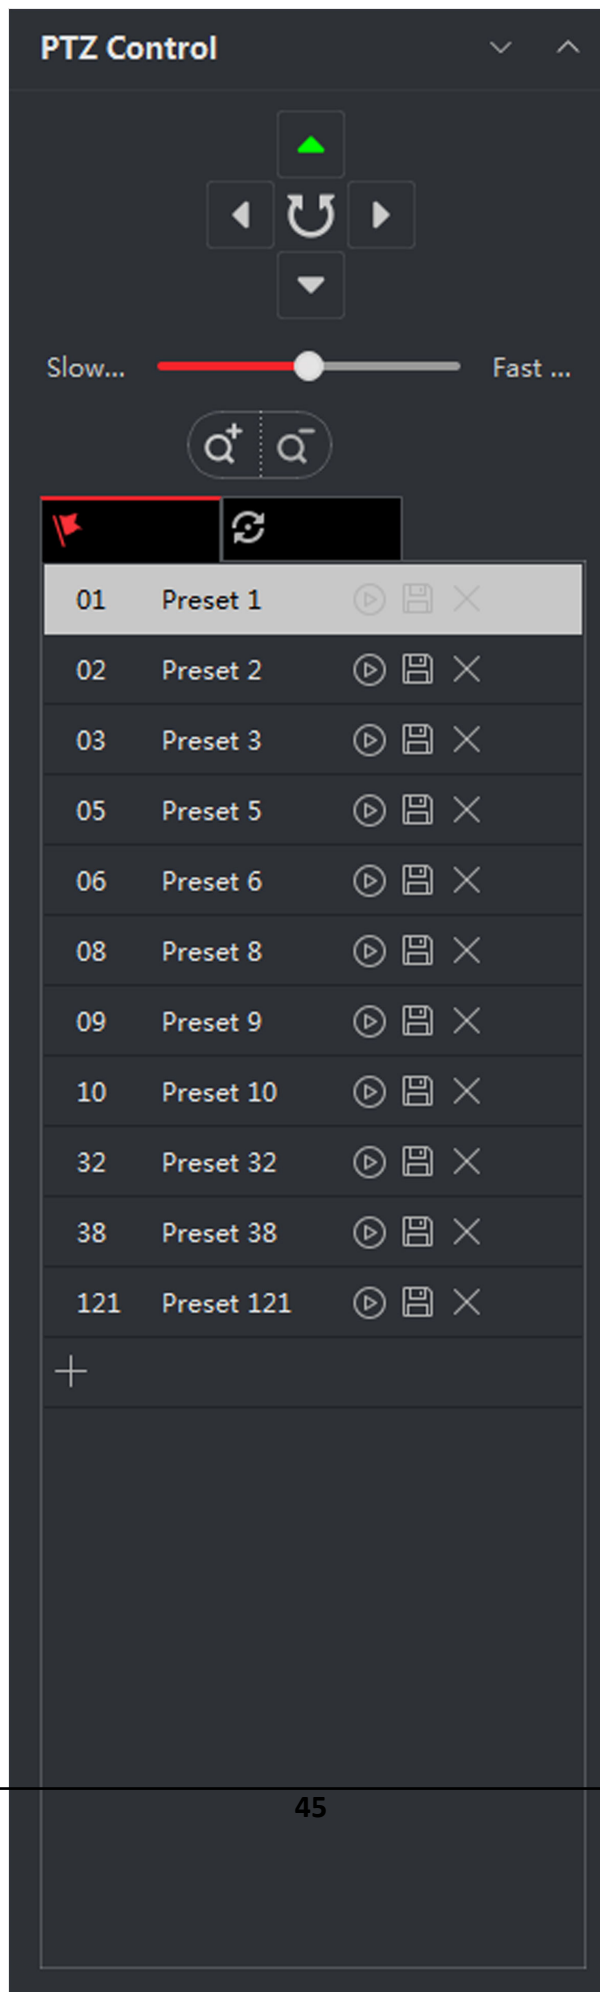 PTZ Control
Slow... Fast ...
01 Preset 1
02 Preset 2
03 Preset 3
05 Preset 5
06 Preset 6
08 Preset 8
09 Preset 9
10 Preset 10
32 Preset 32
38 Preset 38
121 Preset 121
45